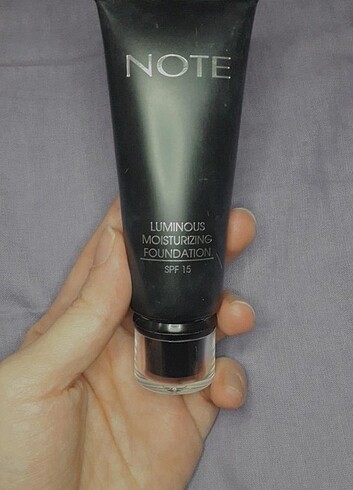 NOTE
LUMINOUS
MOISTURIZING
FOUNDATION
SPF 15